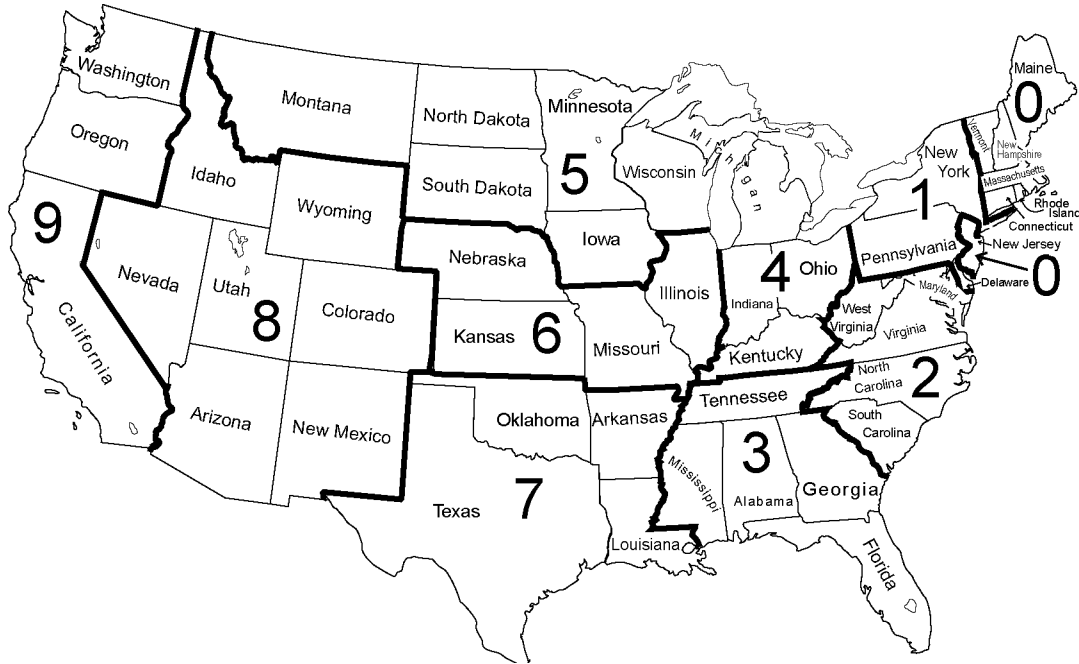 Washington
Oregon
9
California
Nevada
Idaho
Utah
8
Arizona
Montana
Wyoming
Colorado
New Mexico
North Dakota
South Dakota
Nebraska
Kansas
6
Oklahoma
Texas
7
Minnesota
5
Iowa
Missouri
Arkansas
Louisiana
Wisconsin
Michigan
Illinois
Indiana
4
Ohio
Kentucky
Tennessee
Mississippi
3
Alabama
Georgia
Florida
West
Virginia
Virginia
North
Carolina
2
South
Carolina
Maryland
Delaware
New Jersey
0
Pennsylvania
New
York
1
Vermont
New
Hampshire
Massachusetts
Rhode
Island
Connecticut
Maine
0